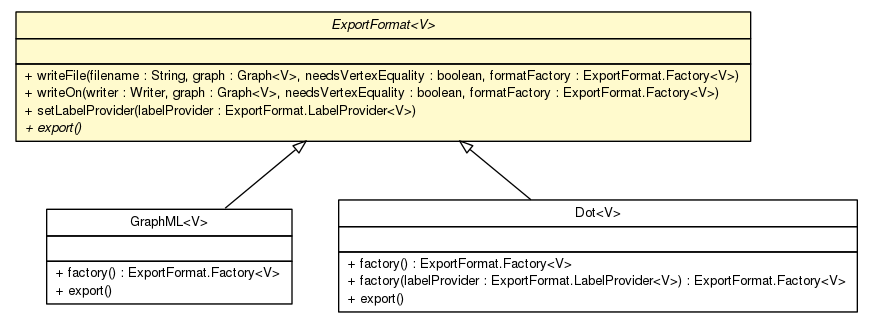 ExportFormat<V>
+ writeFile(filename : String, graph : Graph<V>, needsVertexEquality : boolean, formatFactory : ExportFormat.Factory<V>)
+ writeOn(writer : Writer, graph : Graph<V>, needsVertexEquality : boolean, formatFactory : ExportFormat.Factory<V>)
+ setLabelProvider(labelProvider : ExportFormat.LabelProvider<V>)
+ export()
GraphML<V>
+ factory() : ExportFormat.Factory<V>
+ export()
Dot<V>
+ factory() : ExportFormat.Factory<V>
+ factory(labelProvider : ExportFormat.LabelProvider<V>) : ExportFormat.Factory<V>
+ export()